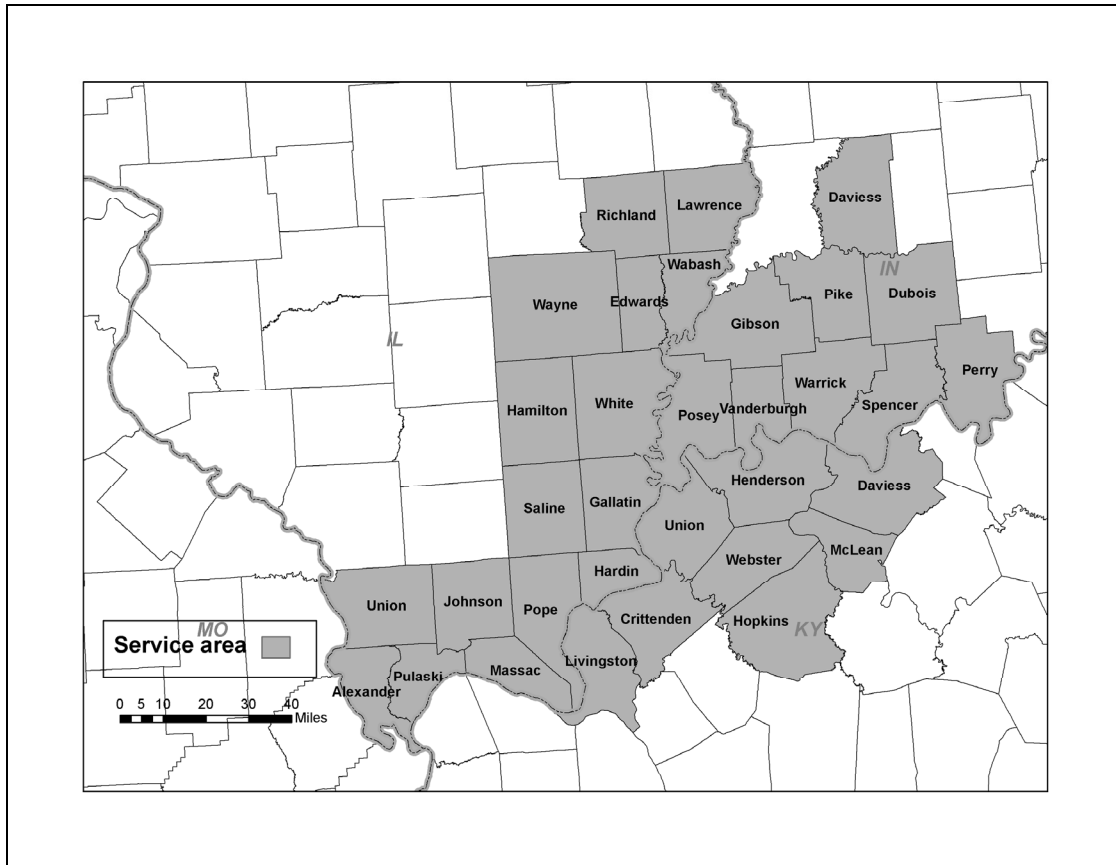 Daviess
Lawrence
Richland
Wabash
IN
Wayne
Edwards
Pike
Dubois
Gibson
IL
Perry
Warrick
Hamilton
White
Posey
Vanderburgh
Spencer
Henderson
Daviess
Saline
Gallatin
Union
McLean
Webster
Hardin
Union
Johnson
Pope
Crittenden
Hopkins
KY
MO
Service area
Livingston
Massac
Pulaski
Alexander
0 5 10 20 30 40
Miles